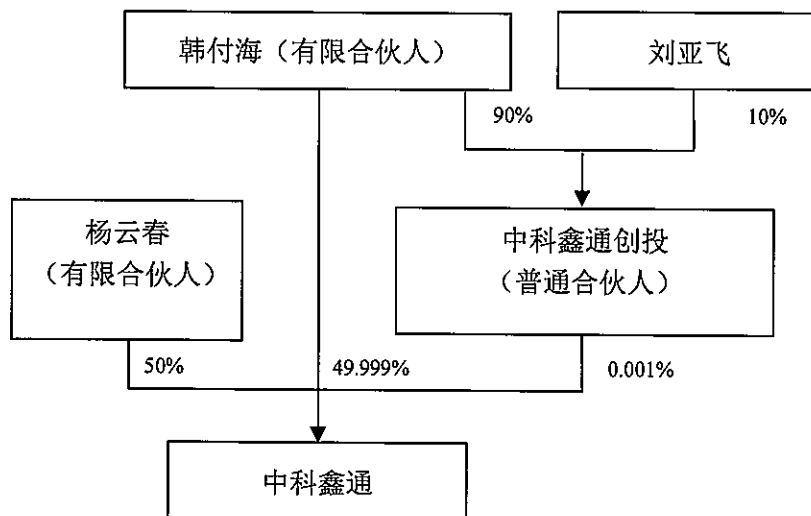 韩付海（有限合伙人）
刘亚飞
90%
10%
杨云春
（有限合伙人）
中科鑫通创投
（普通合伙人）
50%
49.999%
0.001%
中科鑫通